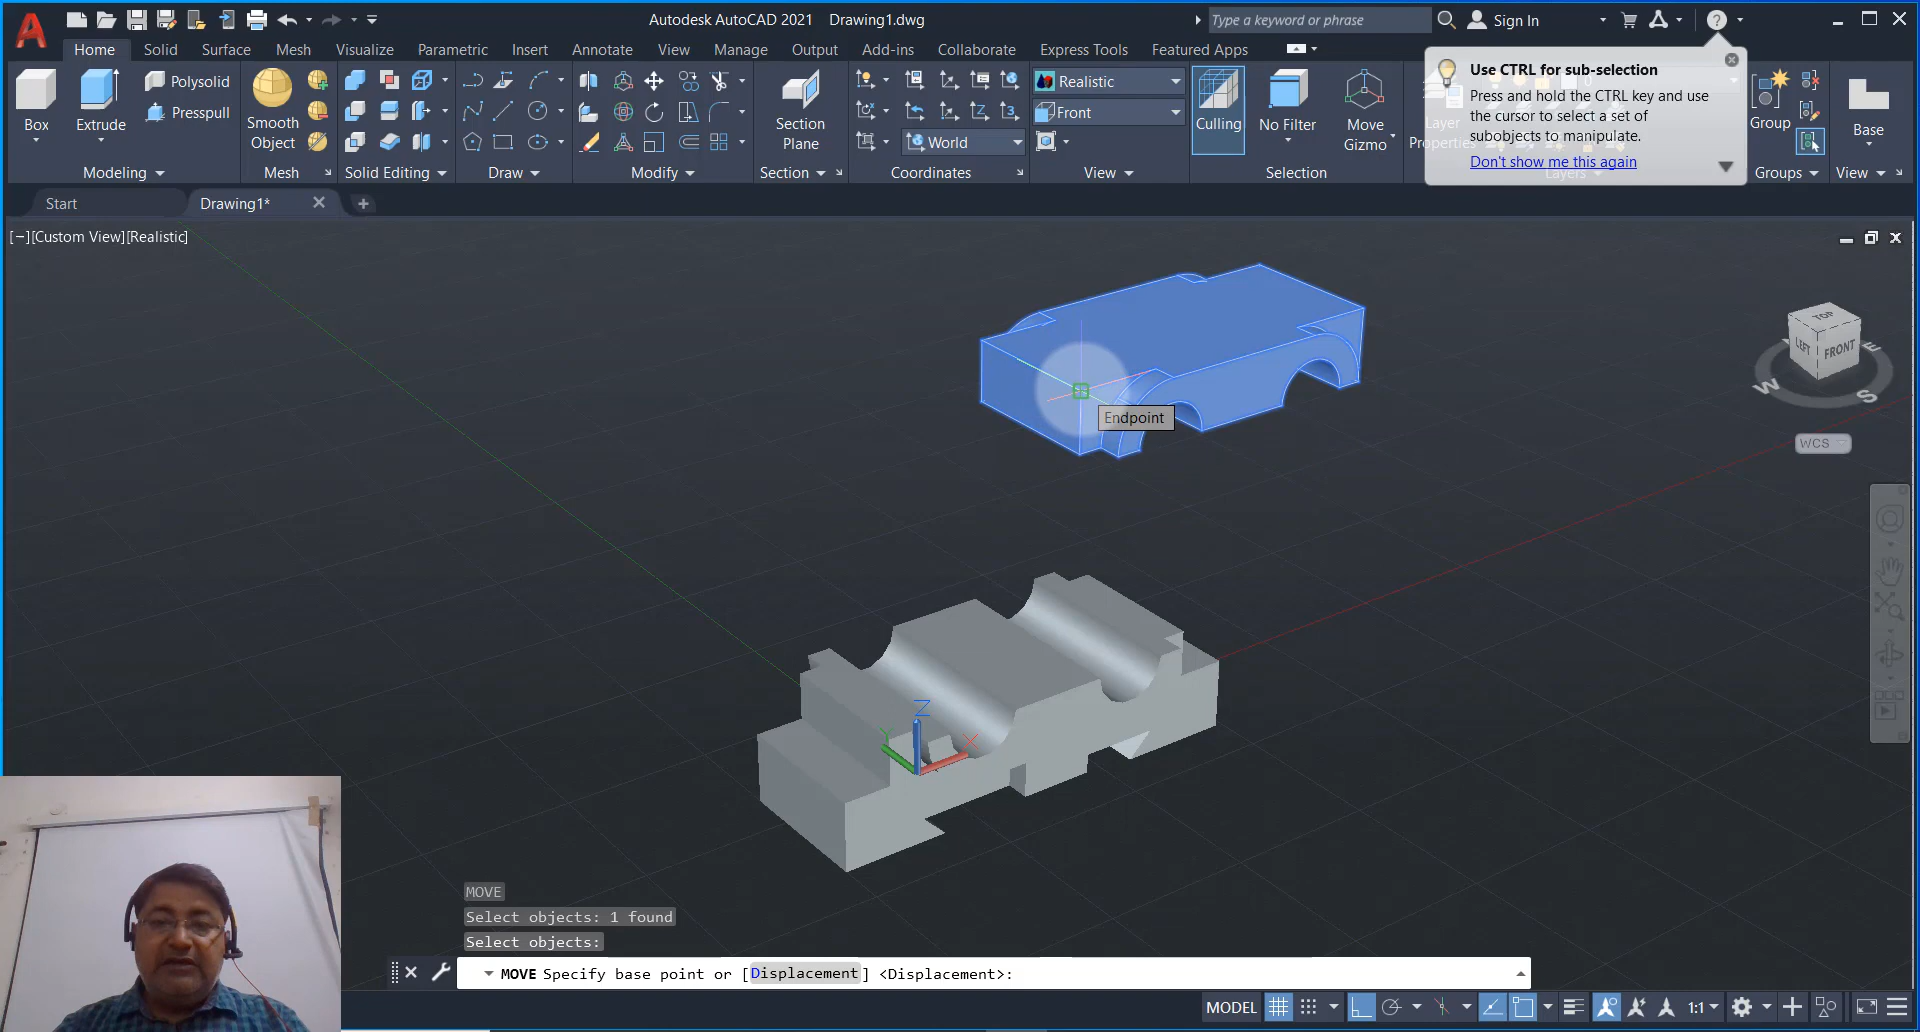 Autodesk AutoCAD 2021 Drawing1.dwg
Type a keyword or phrase
Sign In
Home Solid Surface Mesh Visualize Parametric Insert Annotate View Manage Output Add-ins Collaborate Express Tools Featured Apps
Box
Extrude
Polysolid
Presspull
Smooth
Object
Section
Plane
World
Realistic
Front
Culling
No Filter
Move
Gizmo
Layer
Properties
Use CTRL for sub-selection
Press and hold the CTRL key and use
the cursor to select a set of
subobjects to manipulate.
Don't show me this again
Group
Base
Modeling Mesh Solid Editing Draw Modify Section Coordinates View Selection Layers Groups View
Start
Drawing1*
[−][Custom View][Realistic]
TOP
LEFT
FRONT
W
S
E
WCS
Endpoint
Z
Y
X
MOVE
Select objects: 1 found
Select objects:
MOVE Specify base point or [Displacement] <Displacement>:
MODEL
1:1